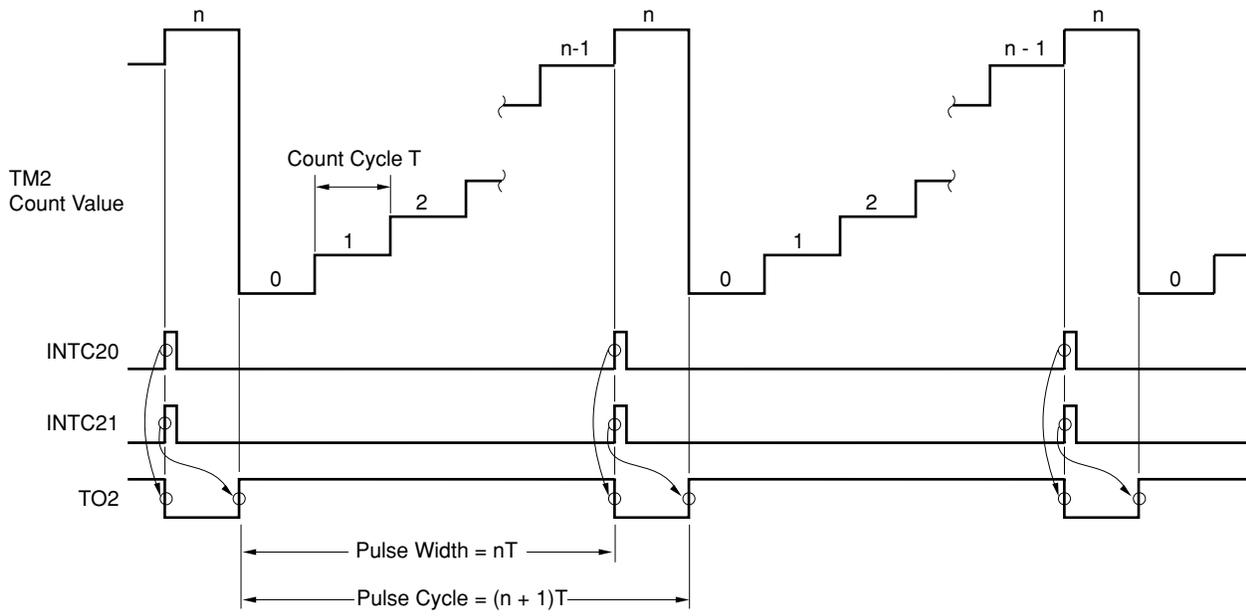 n
n
n
n-1
n - 1
Count Cycle T
TM2
Count Value
2
2
1
1
0
0
0
INTC20
INTC21
TO2
Pulse Width = nT
Pulse Cycle = (n + 1)T